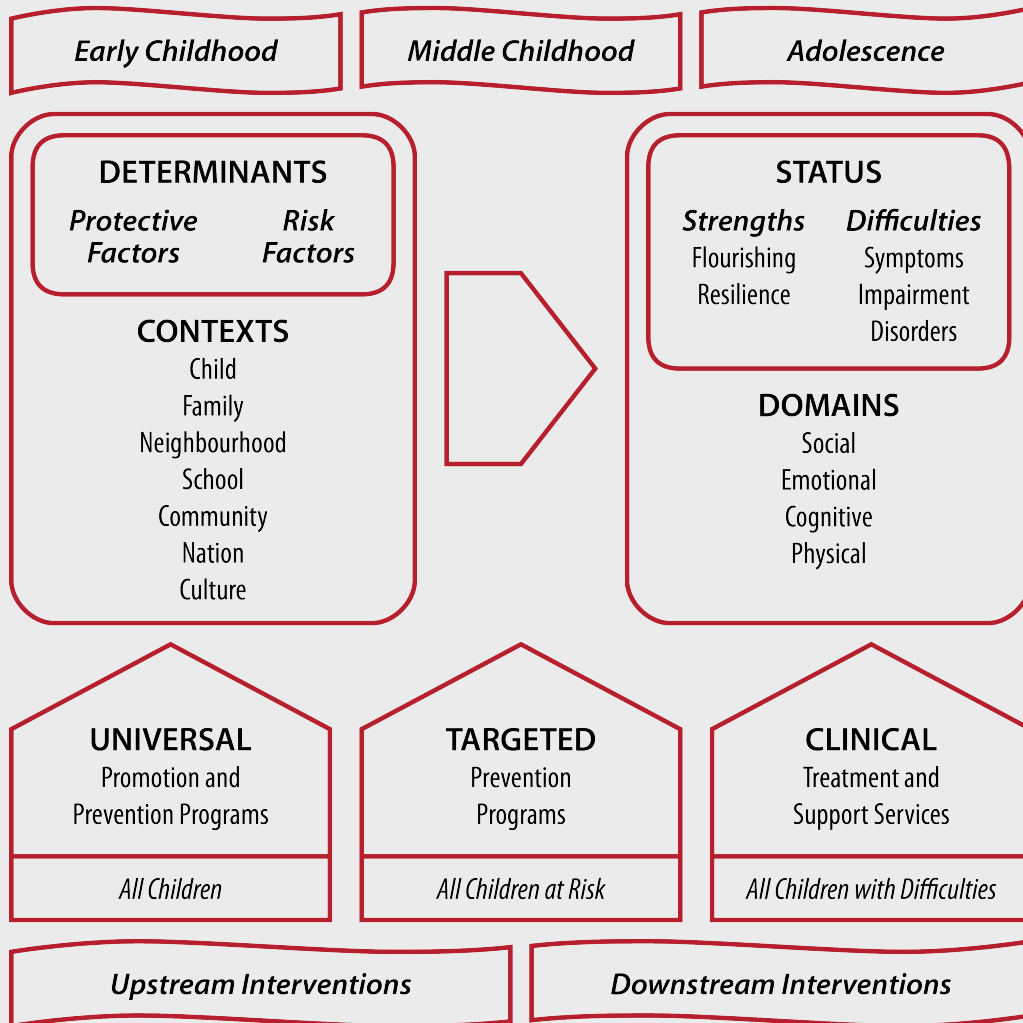 Early Childhood
Middle Childhood
Adolescence
DETERMINANTS
Protective
Factors
Risk
Factors
CONTEXTS
Child
Family
Neighbourhood
School
Community
Nation
Culture
STATUS
Strengths
Flourishing
Resilience
Difficulties
Symptoms
Impairment
Disorders
DOMAINS
Social
Emotional
Cognitive
Physical
UNIVERSAL
Promotion and
Prevention Programs
All Children
TARGETED
Prevention
Programs
All Children at Risk
CLINICAL
Treatment and
Support Services
All Children with Difficulties
Upstream Interventions
Downstream Interventions